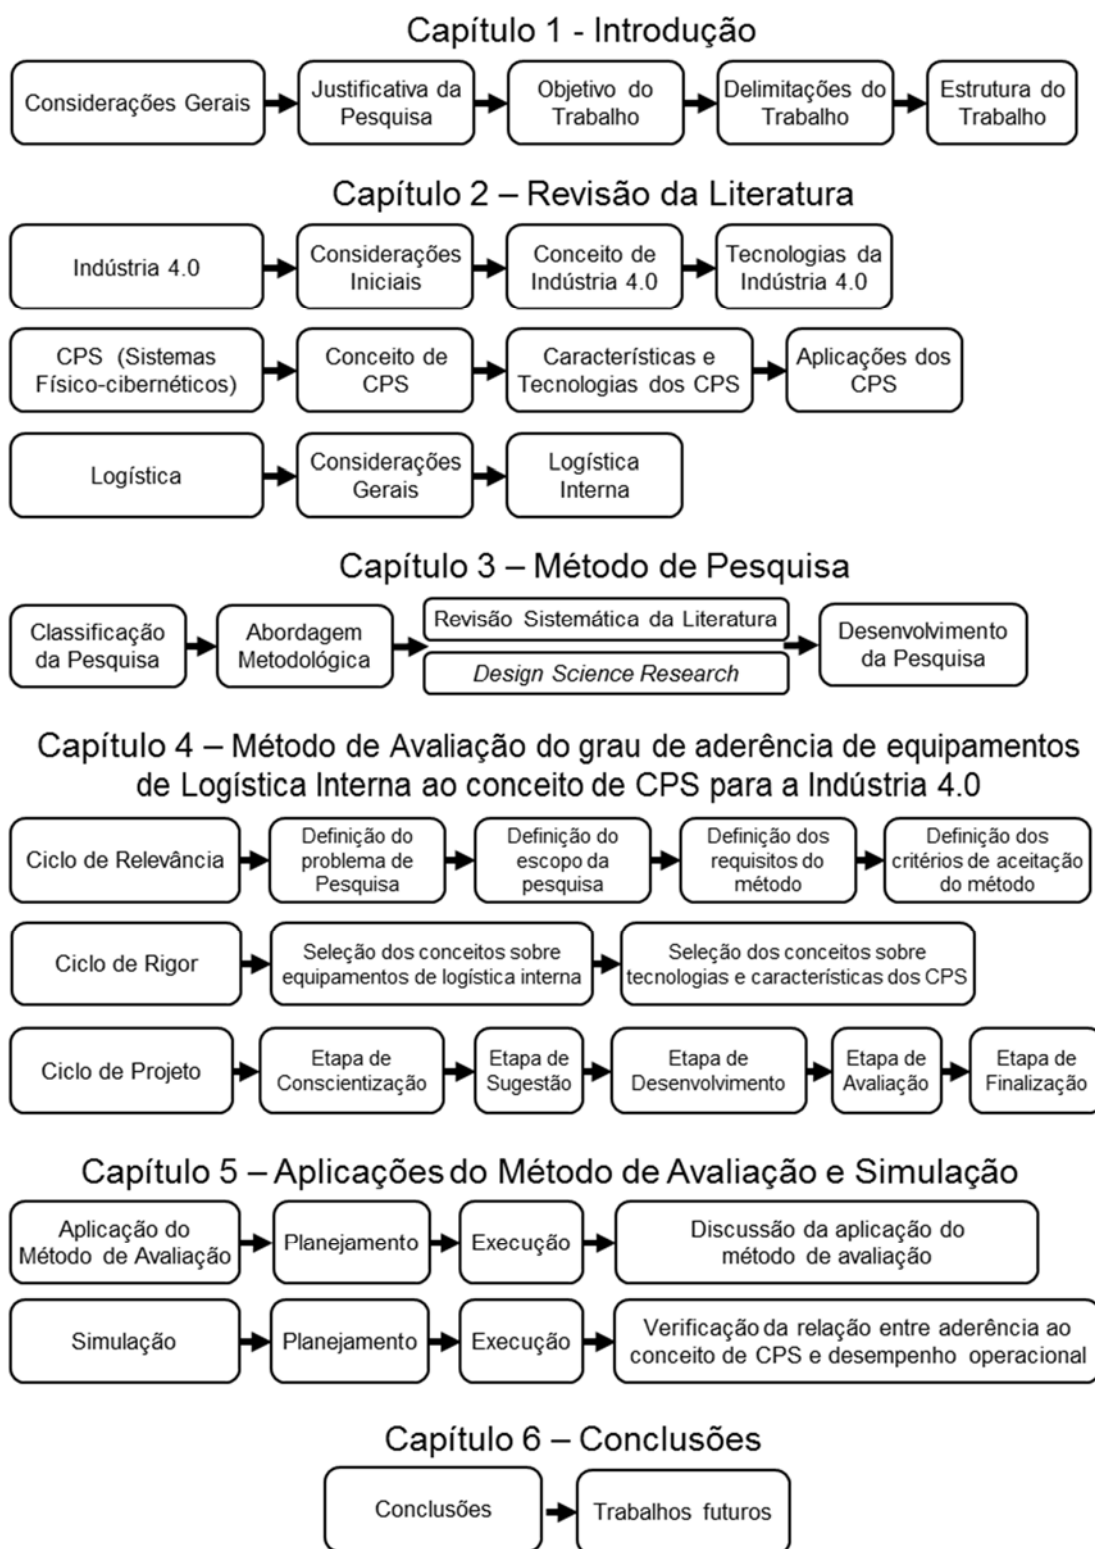 Capítulo 1 - Introdução
Considerações Gerais
Justificativa da
Pesquisa
Objetivo do
Trabalho
Delimitações do
Trabalho
Estrutura do
Trabalho
Capítulo 2 – Revisão da Literatura
Indústria 4.0
Considerações
Iniciais
Conceito de
Indústria 4.0
Tecnologias da
Indústria 4.0
CPS (Sistemas
Físico-cibernéticos)
Conceito de
CPS
Características e
Tecnologias dos CPS
Aplicações dos
CPS
Logística
Considerações
Gerais
Logística
Interna
Capítulo 3 – Método de Pesquisa
Classificação
da Pesquisa
Abordagem
Metodológica
Revisão Sistemática da Literatura
Design Science Research
Desenvolvimento
da Pesquisa
Capítulo 4 – Método de Avaliação do grau de aderência de equipamentos
de Logística Interna ao conceito de CPS para a Indústria 4.0
Ciclo de Relevância
Definição do
problema de
Pesquisa
Definição do
escopo da
pesquisa
Definição dos
requisitos do
método
Definição dos
critérios de aceitação
do método
Ciclo de Rigor
Seleção dos conceitos sobre
equipamentos de logística interna
Seleção dos conceitos sobre
tecnologias e características dos CPS
Ciclo de Projeto
Etapa de
Conscientização
Etapa de
Sugestão
Etapa de
Desenvolvimento
Etapa de
Avaliação
Etapa de
Finalização
Capítulo 5 – Aplicações do Método de Avaliação e Simulação
Aplicação do
Método de Avaliação
Planejamento
Execução
Discussão da aplicação do
método de avaliação
Simulação
Planejamento
Execução
Verificação da relação entre aderência ao
conceito de CPS e desempenho operacional
Capítulo 6 – Conclusões
Conclusões
Trabalhos futuros